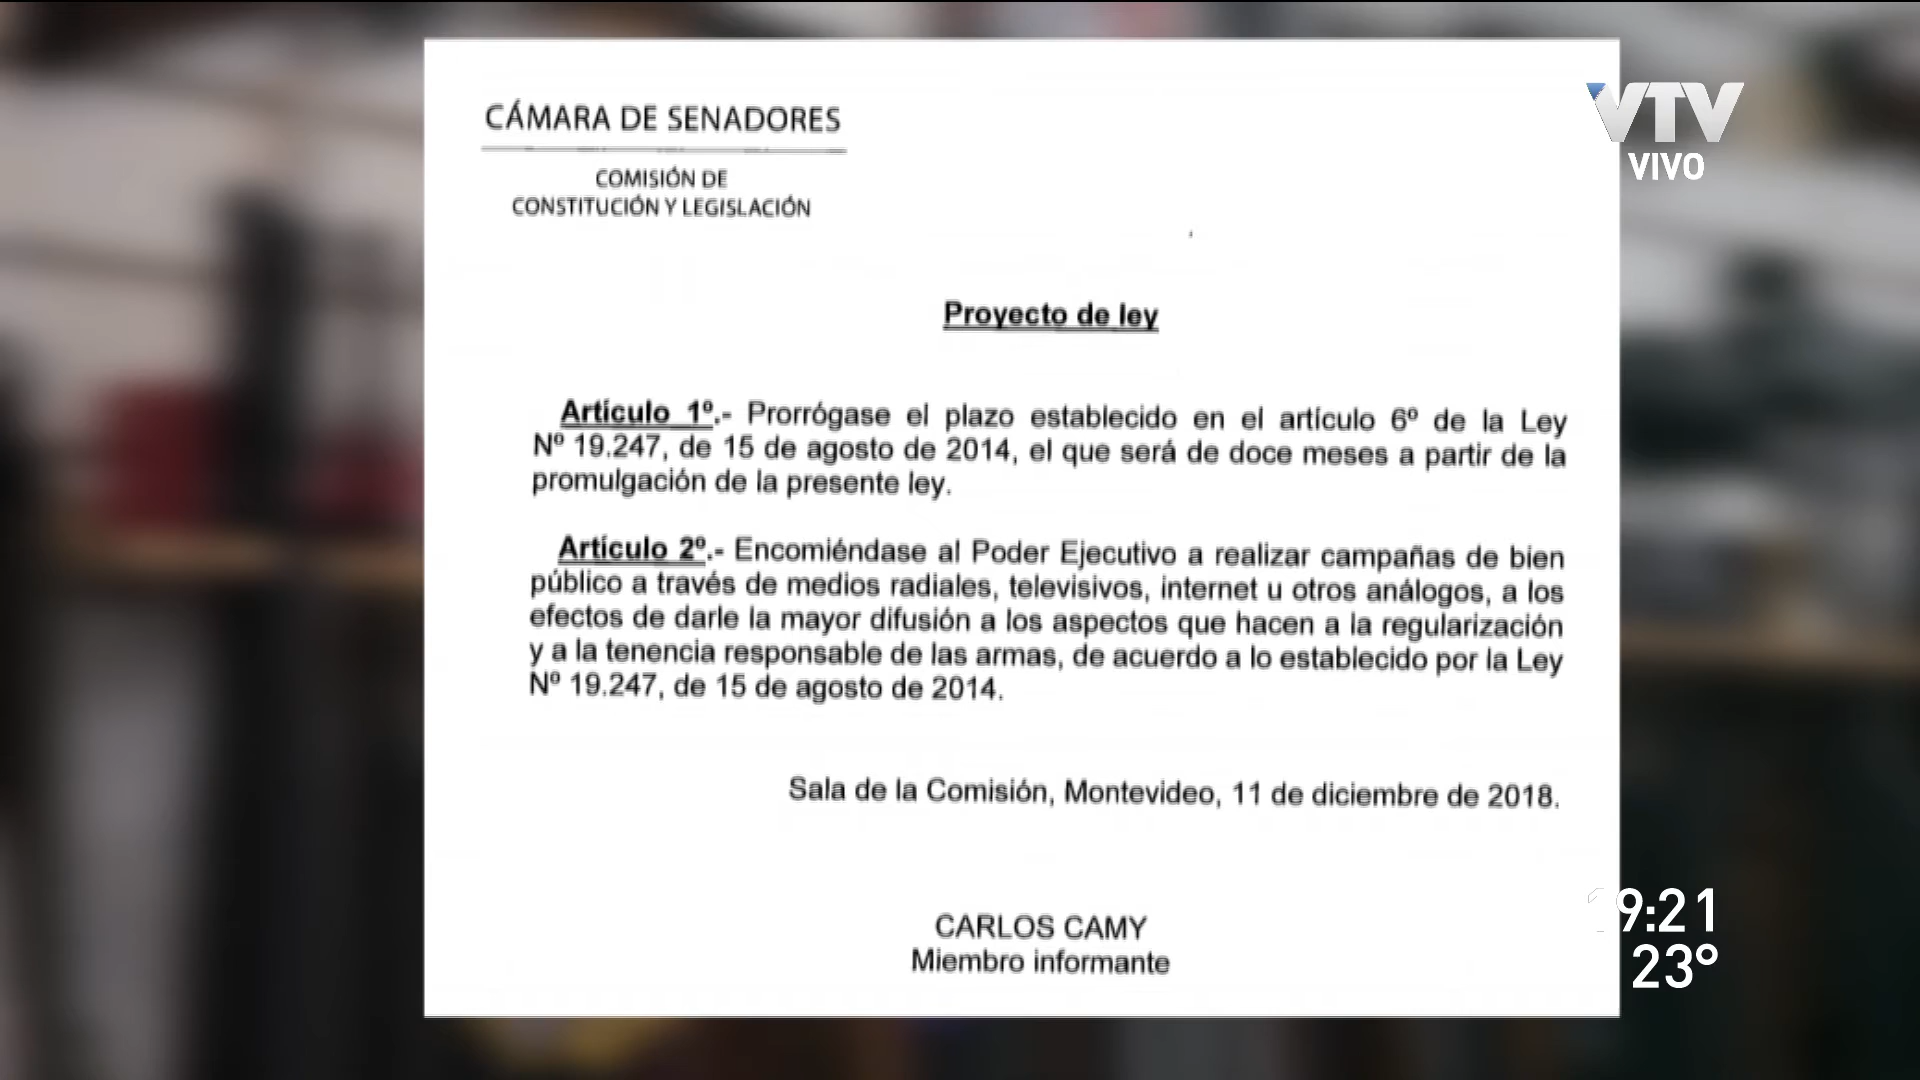 CÁMARA DE SENADORES
COMISIÓN DE
CONSTITUCIÓN Y LEGISLACIÓN
VTV
VIVO
Proyecto de ley
Artículo 1º.- Prorrógase el plazo establecido en el artículo 6º de la Ley
Nº 19.247, de 15 de agosto de 2014, el que será de doce meses a partir de la
promulgación de la presente ley.
Artículo 2º.- Encomiéndase al Poder Ejecutivo a realizar campañas de bien
público a través de medios radiales, televisivos, internet u otros análogos, a los
efectos de darle la mayor difusión a los aspectos que hacen a la regularización
y a la tenencia responsable de las armas, de acuerdo a lo establecido por la Ley
Nº 19.247, de 15 de agosto de 2014.
Sala de la Comisión, Montevideo, 11 de diciembre de 2018.
CARLOS CAMY
Miembro informante
19:21
23°